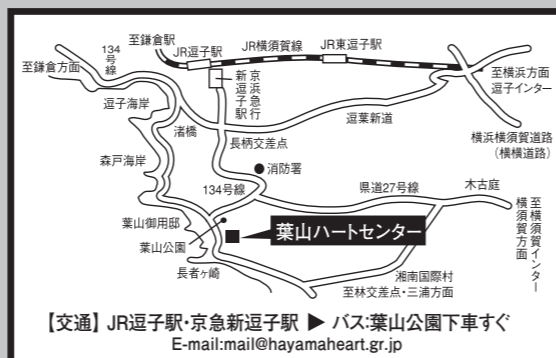 至鎌倉駅
JR逗子駅
JR横須賀線
JR東逗子駅
134号線
至鎌倉方面
新逗子駅
京浜急行
至横浜方面
逗子インター
逗子海岸
渚橋
逗葉新道
横浜横須賀道路
(横横道路)
長柄交差点
森戸海岸
消防署
134号線
県道27号線
木古庭
葉山御用邸
葉山公園
葉山ハートセンター
至横須賀インター
横須賀方面
長者ヶ崎
湘南国際村
至林交差点・三浦方面
【交通】 JR逗子駅・京急新逗子駅 ▶ バス:葉山公園下車すぐ
E-mail:mail@hayamaheart.gr.jp